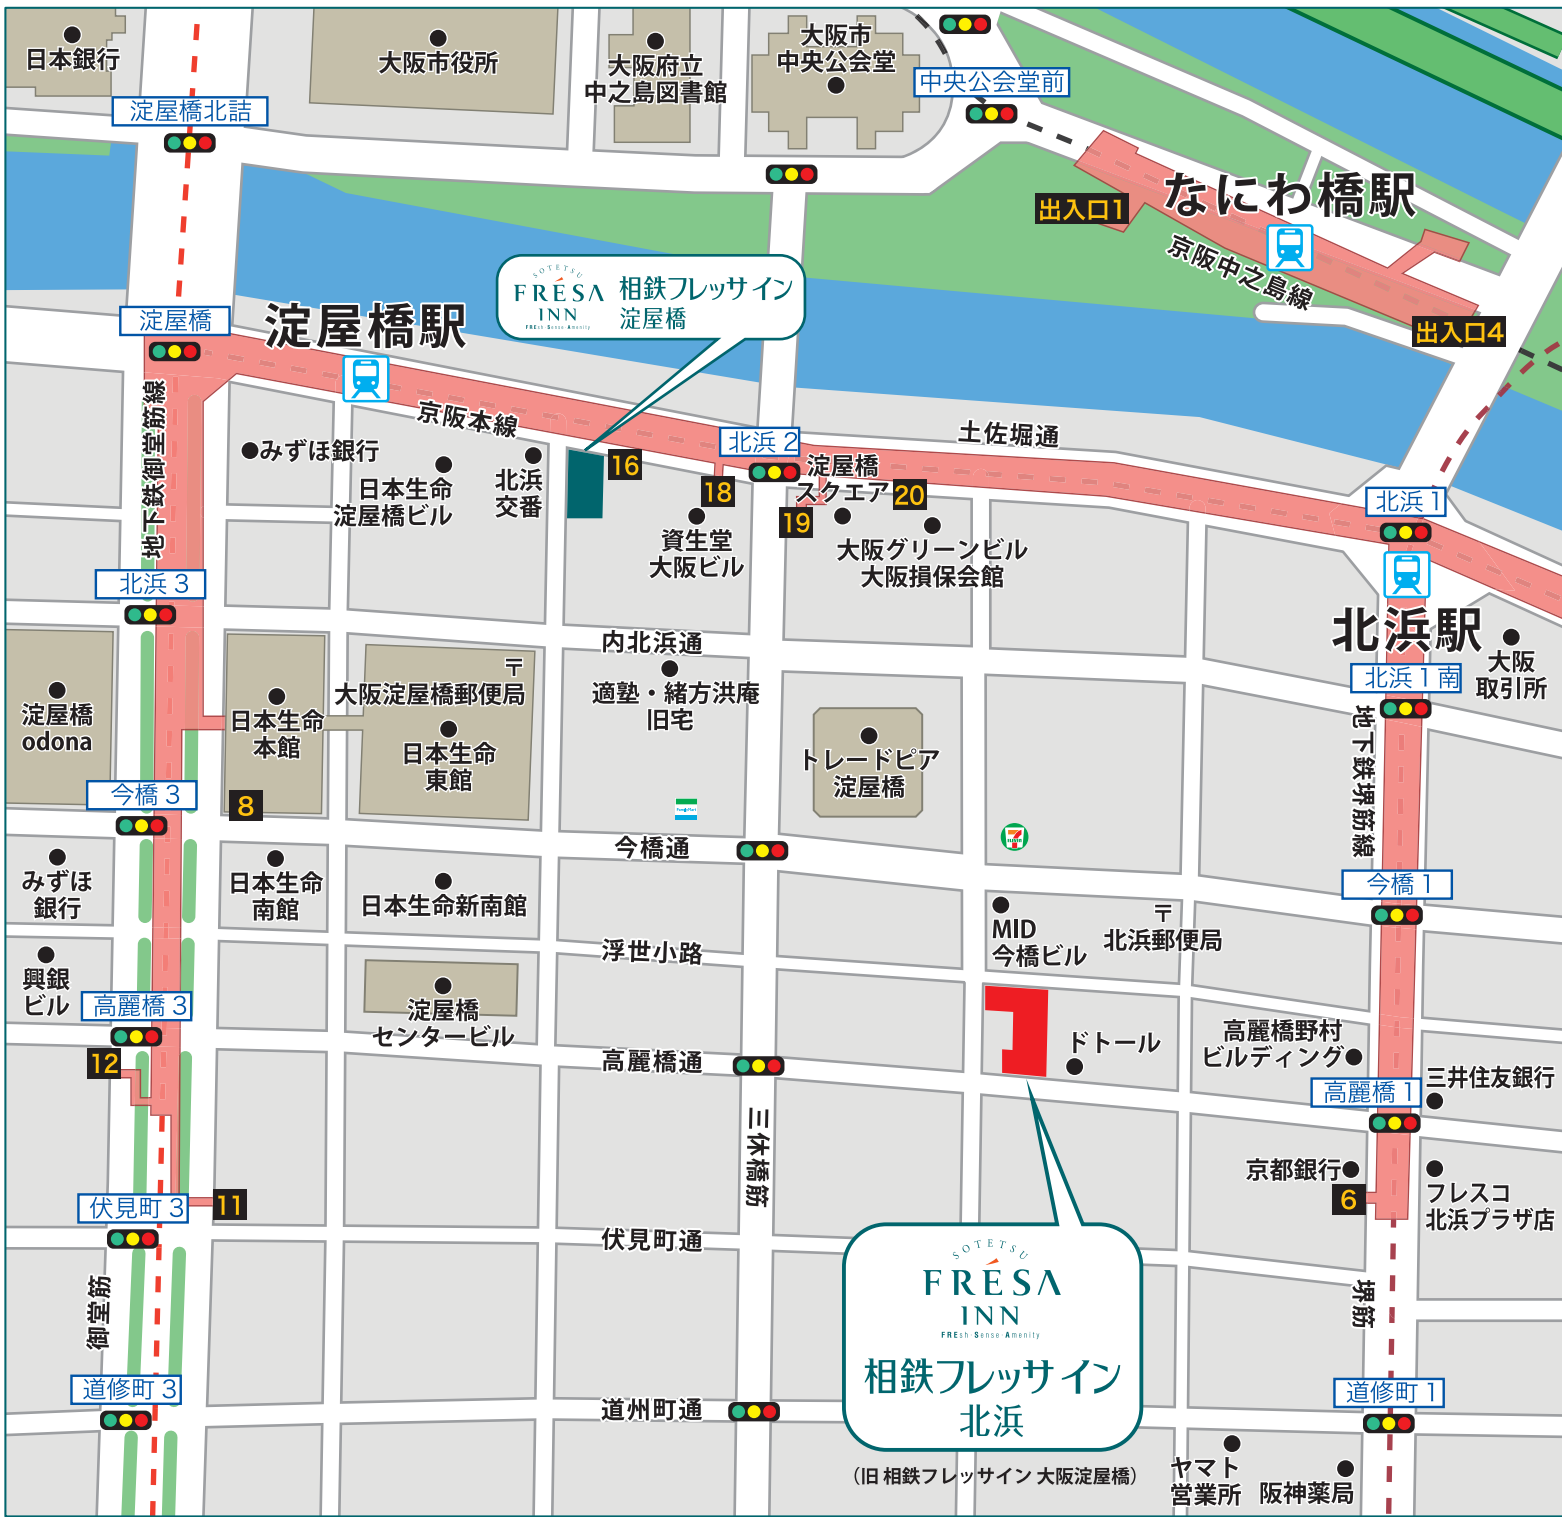 日本銀行
大阪市役所
大阪府立
中之島図書館
大阪市
中央公会堂
中央公会堂前
淀屋橋北詰
なにわ橋駅
出入口1
京阪中之島線
出入口4
SOTETSU
FRESA
INN
FREsh·Sense·Amenity
相鉄フレッサイン
淀屋橋
淀屋橋
淀屋橋駅
京阪本線
地下鉄御堂筋線
みずほ銀行
日本生命
淀屋橋ビル
北浜
交番
16
18
北浜2
淀屋橋
スクエア
20
19
土佐堀通
資生堂
大阪ビル
大阪グリーンビル
大阪損保会館
北浜1
北浜駅
大阪
取引所
北浜1南
北浜3
内北浜通
〒
大阪淀屋橋郵便局
適塾・緒方洪庵
旧宅
淀屋橋
odona
日本生命
本館
日本生命
東館
トレードピア
淀屋橋
地下鉄堺筋線
今橋3
8
FamilyMart
7
ELEVEN
今橋通
みずほ
銀行
日本生命
南館
日本生命新南館
今橋1
MID
今橋ビル
〒
北浜郵便局
浮世小路
興銀
ビル
高麗橋3
淀屋橋
センタービル
12
高麗橋通
ドトール
高麗橋野村
ビルディング
三井住友銀行
高麗橋1
三休橋筋
京都銀行
6
フレスコ
北浜プラザ店
伏見町3
11
伏見町通
御堂筋
堺筋
SOTETSU
FRESA
INN
FREsh·Sense·Amenity
相鉄フレッサイン
北浜
(旧 相鉄フレッサイン 大阪淀屋橋)
道修町3
道州町通
道修町1
ヤマト
営業所
阪神薬局